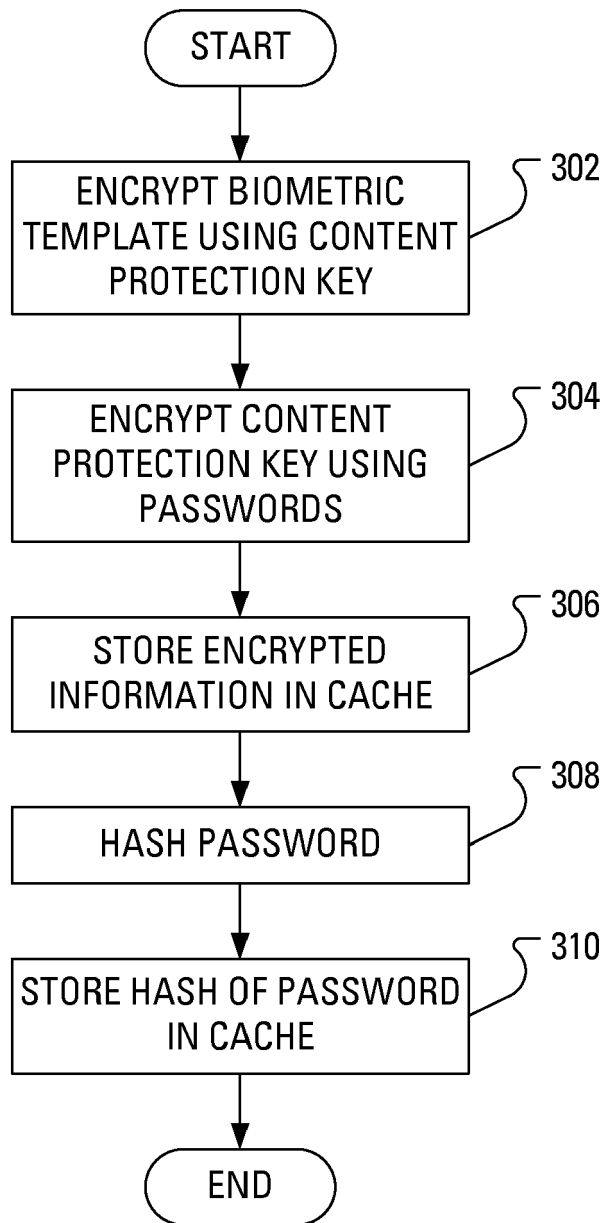 START
302
ENCRYPT BIOMETRIC
TEMPLATE USING CONTENT
PROTECTION KEY
304
ENCRYPT CONTENT
PROTECTION KEY USING
PASSWORDS
306
STORE ENCRYPTED
INFORMATION IN CACHE
308
HASH PASSWORD
310
STORE HASH OF PASSWORD
IN CACHE
END